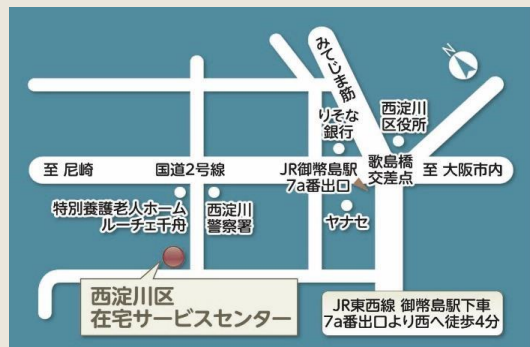 N
みてじま筋
りそな
銀行
西淀川
区役所
至 尼崎
国道2号線
JR御幣島駅
7a番出口
歌島橋
交差点
至 大阪市内
特別養護老人ホーム
ルーチェ千舟
西淀川
警察署
ヤナセ
西淀川区
在宅サービスセンター
JR東西線 御幣島駅下車
7a番出口より西へ徒歩4分